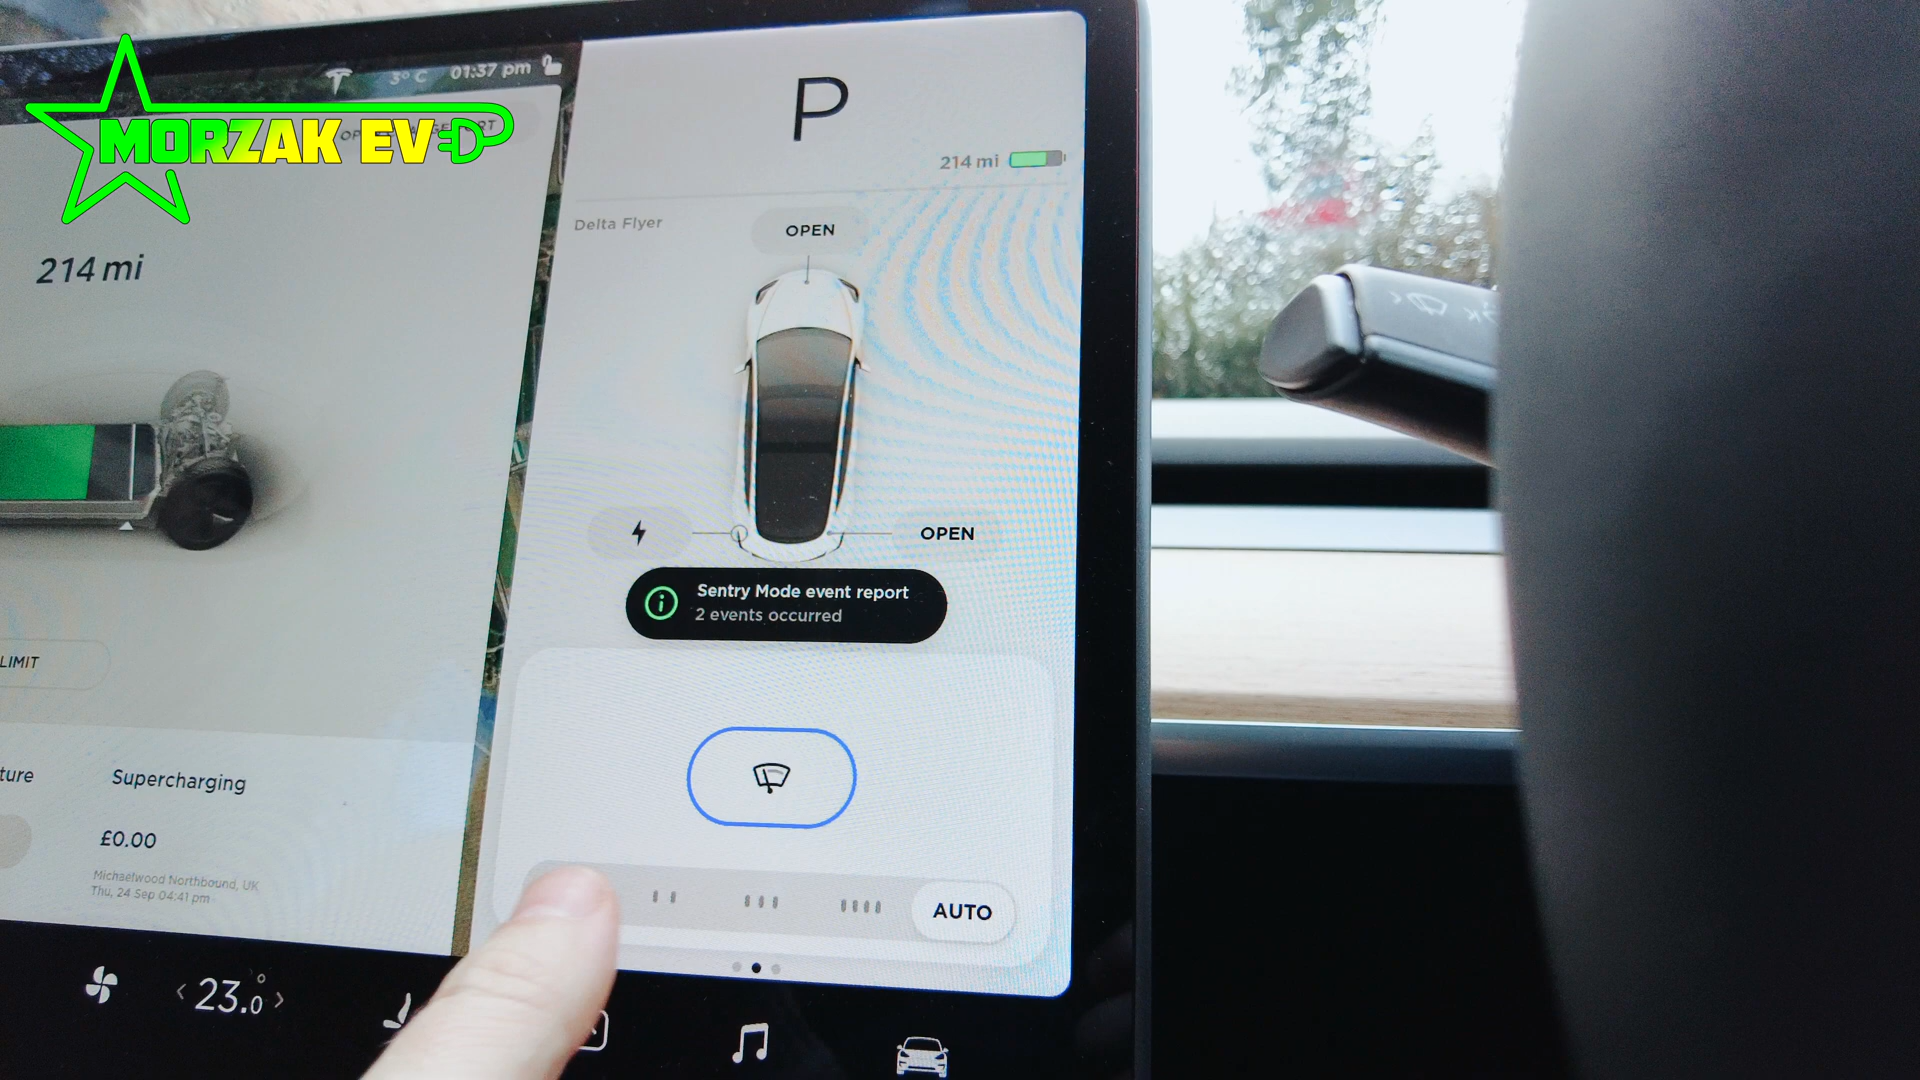 3° C 01:37 pm
MORZAK EV
214 mi
LIMIT
ture
Supercharging
£0.00
Michaelwood Northbound, UK
Thu, 24 Sep 04:41 pm
P
214 mi
Delta Flyer
OPEN
OPEN
Sentry Mode event report
2 events occurred
AUTO
< 23.0° >